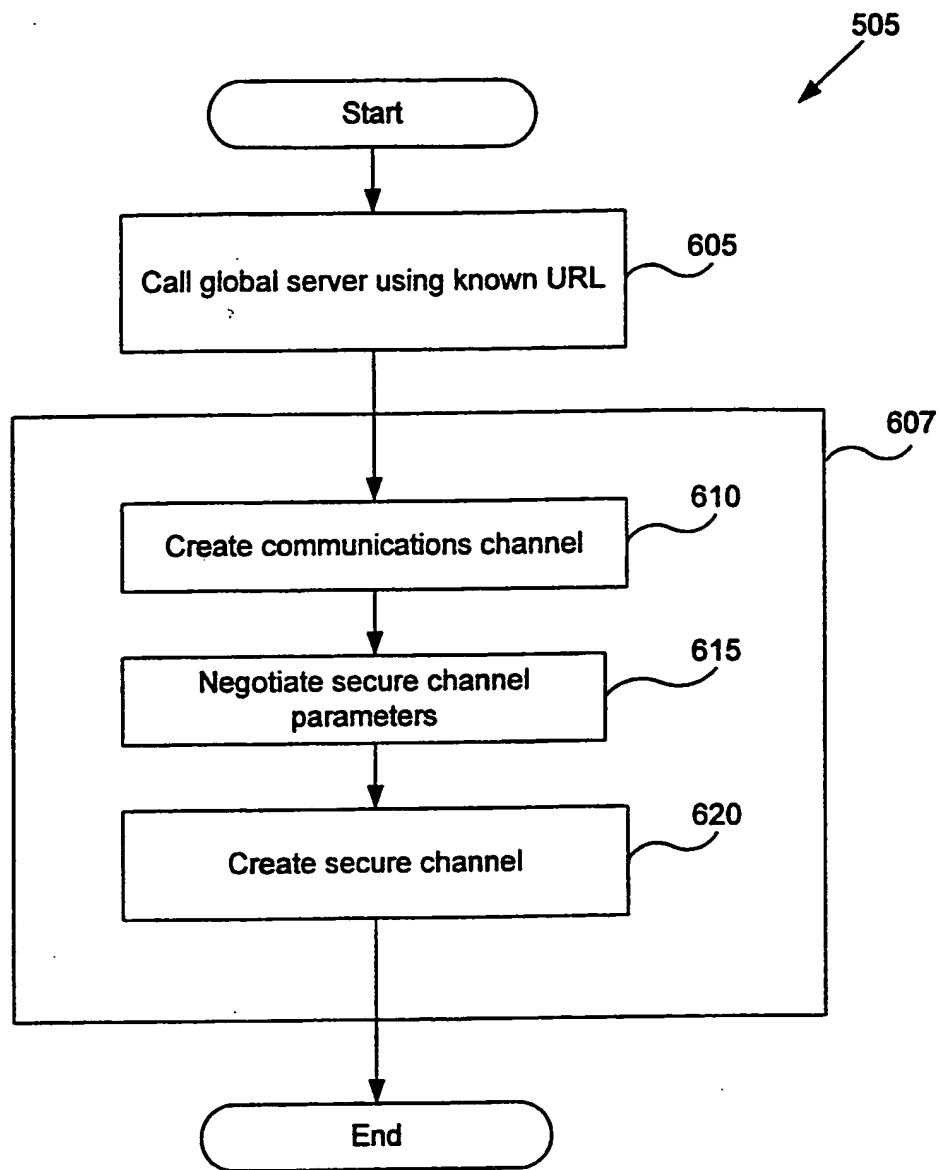 505
Start
605
Call global server using known URL
607
610
Create communications channel
615
Negotiate secure channel
parameters
620
Create secure channel
End